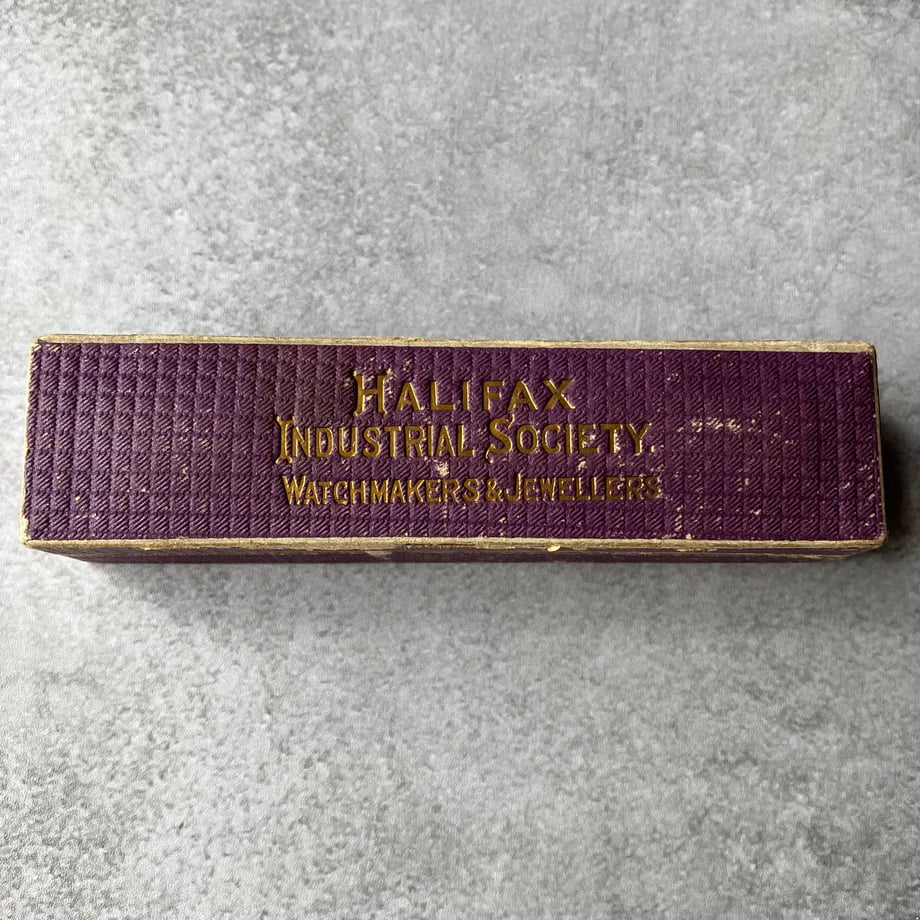 HALIFAX
INDUSTRIAL SOCIETY.
WATCHMAKERS & JEWELLERS